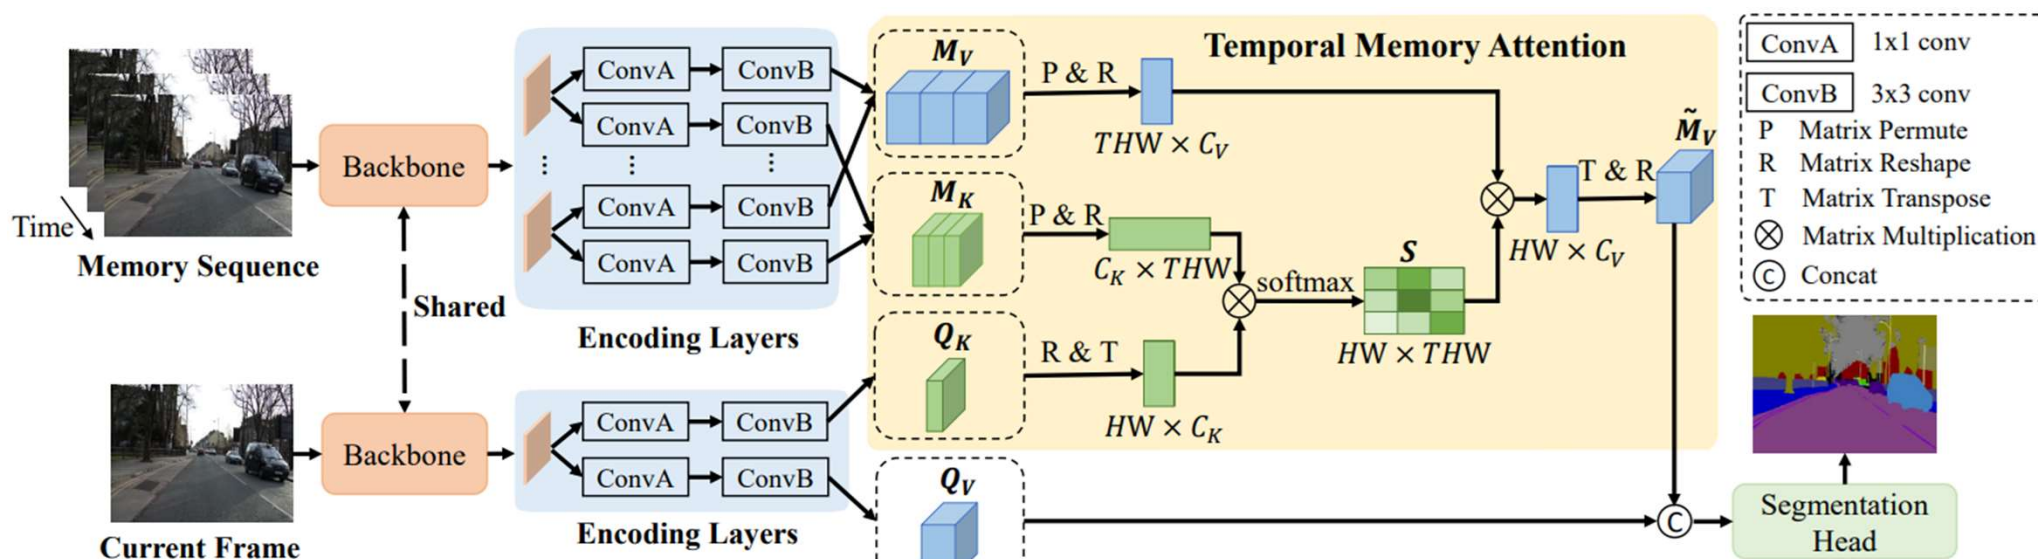 Memory Sequence
Time
Backbone
Shared
Current Frame
Backbone
ConvA
ConvB
ConvA
ConvB
...
...
...
ConvA
ConvB
ConvA
ConvB
Encoding Layers
ConvA
ConvB
ConvA
ConvB
Encoding Layers
Temporal Memory Attention
M_V
P & R
THW × C_V
M_K
P & R
C_K × THW
softmax
S
HW × THW
Q_K
R & T
HW × C_K
HW × C_V
T & R
M̃_V
Q_V
C
Segmentation
Head
ConvA 1x1 conv
ConvB 3x3 conv
P Matrix Permute
R Matrix Reshape
T Matrix Transpose
⊗ Matrix Multiplication
C Concat